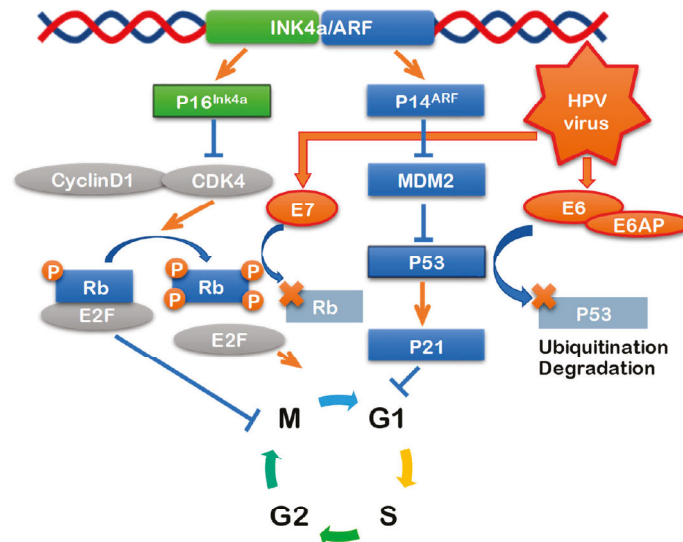 INK4a/ARF
P16Ink4a
P14ARF
HPV
virus
CyclinD1
CDK4
MDM2
E7
E6
E6AP
P
P
P
Rb
Rb
P53
P
P
Rb
P53
E2F
E2F
P21
Ubiquitination
Degradation
M
G1
G2
S